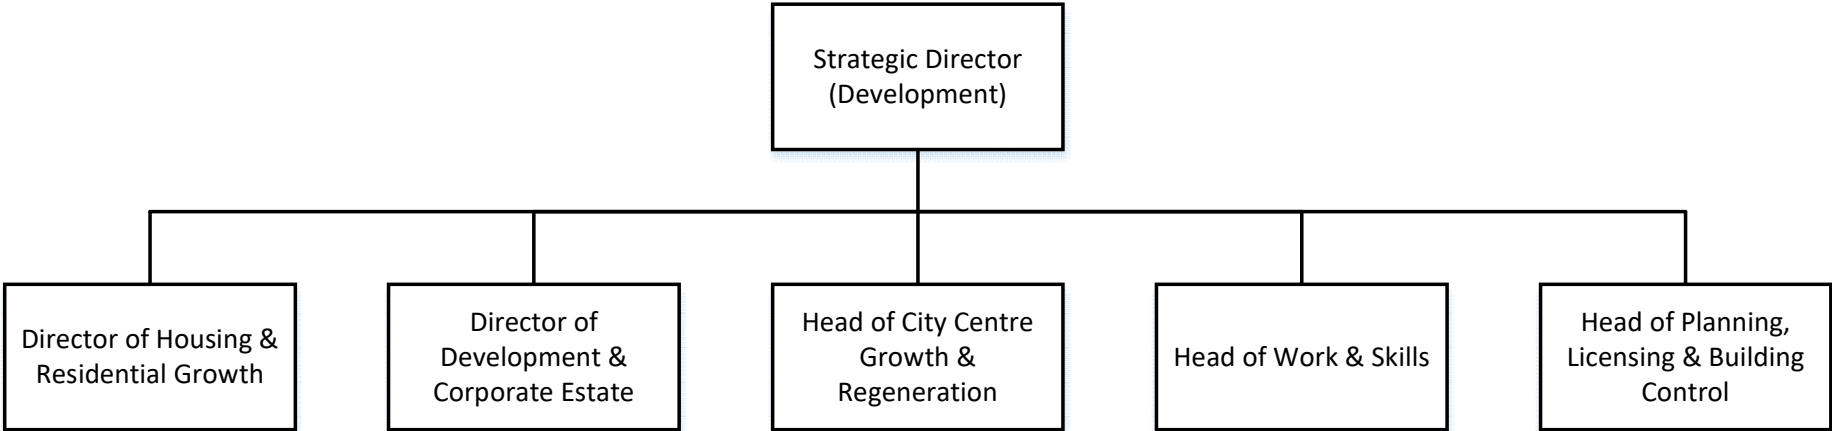 Strategic Director
(Development)
Director of Housing &
Residential Growth
Director of
Development &
Corporate Estate
Head of City Centre
Growth &
Regeneration
Head of Work & Skills
Head of Planning,
Licensing & Building
Control